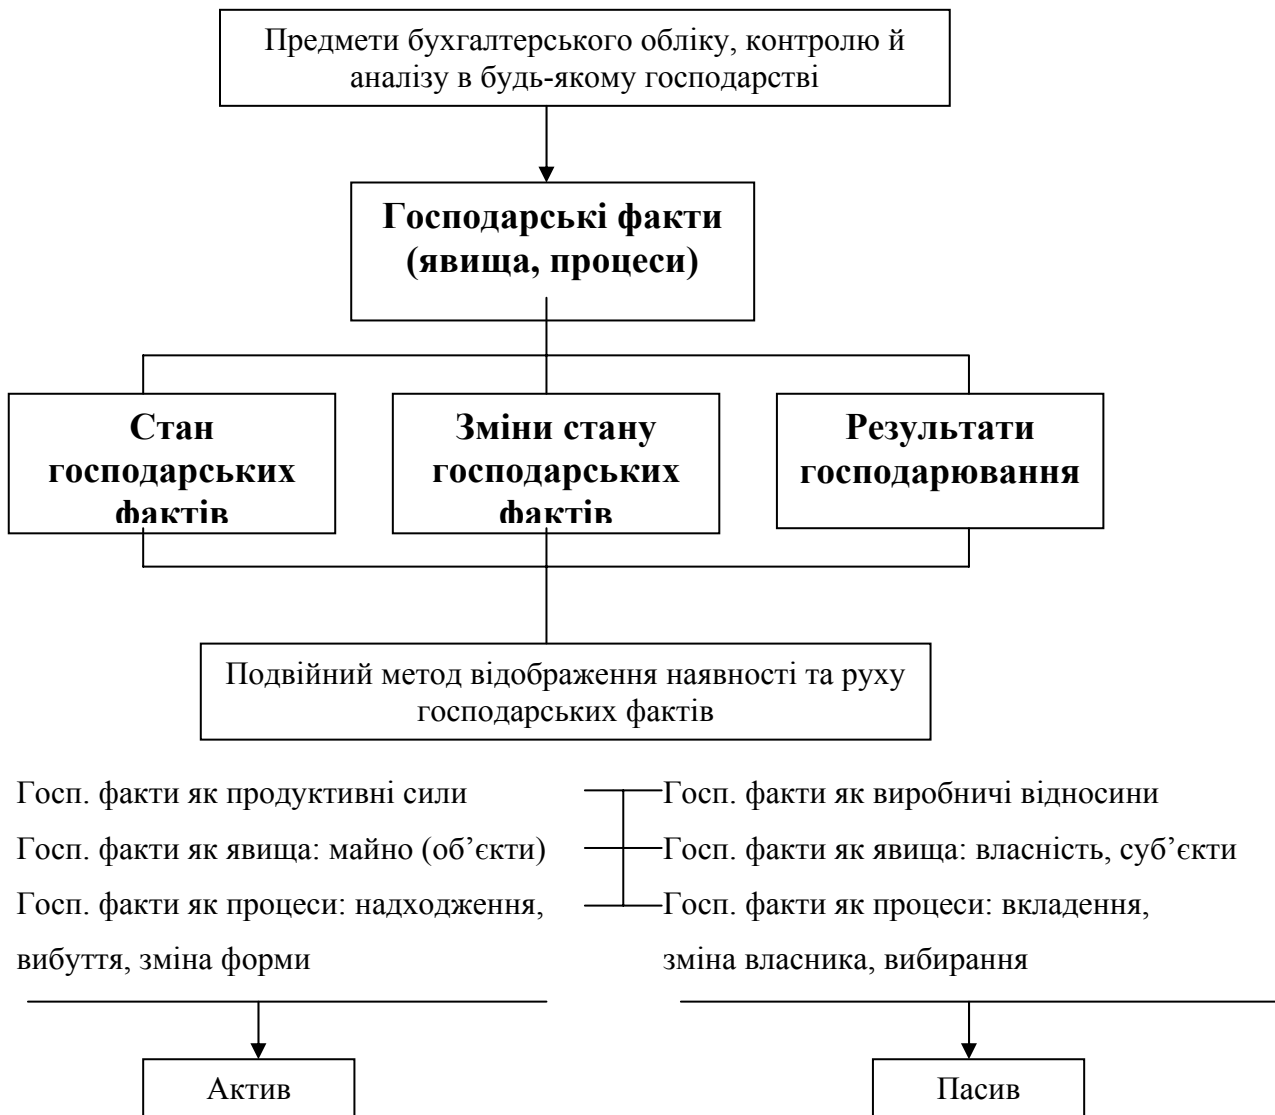 Предмети бухгалтерського обліку, контролю й
аналізу в будь-якому господарстві
Господарські факти
(явища, процеси)
Стан
господарських
фактів
Зміни стану
господарських
фактів
Результати
господарювання
Подвійний метод відображення наявності та руху
господарських фактів
Госп. факти як продуктивні сили
Госп. факти як виробничі відносини
Госп. факти як явища: майно (об’єкти)
Госп. факти як явища: власність, суб’єкти
Госп. факти як процеси: надходження,
вибуття, зміна форми
Госп. факти як процеси: вкладення,
зміна власника, вибирання
Актив
Пасив